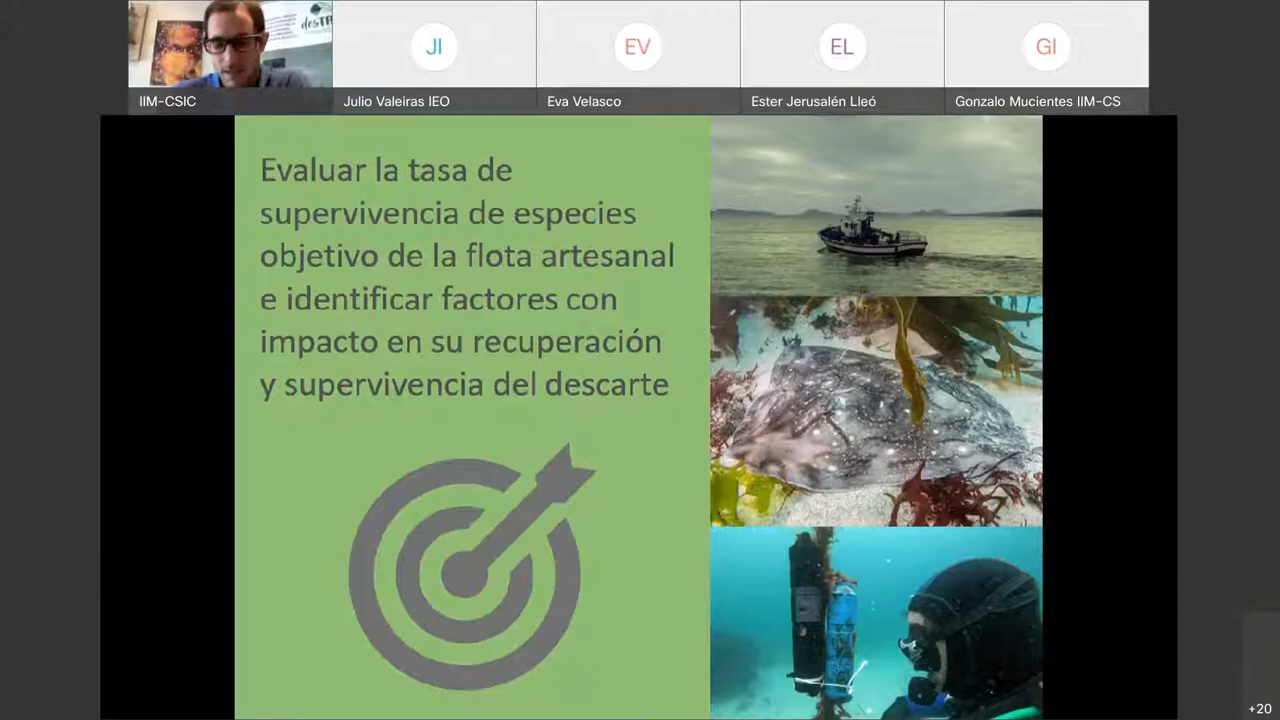 desTR
JI
EV
EL
GI
IIM-CSIC
Julio Valeiras IEO
Eva Velasco
Ester Jerusalén Lleó
Gonzalo Mucientes IIM-CS
Evaluar la tasa de
supervivencia de especies
objetivo de la flota artesanal
e identificar factores con
impacto en su recuperación
y supervivencia del descarte
+20